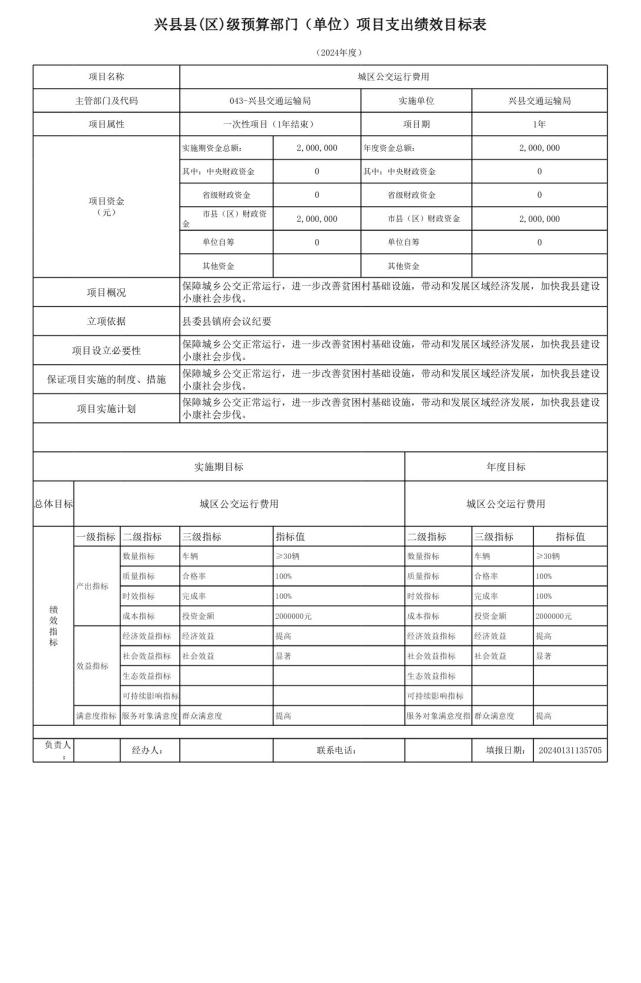 兴县县(区)级预算部门（单位）项目支出绩效目标表
（2024年度）
项目名称 城区公交运行费用
主管部门及代码 043-兴县交通运输局 实施单位 兴县交通运输局
项目属性 一次性项目（1年结束） 项目期 1年
项目资金
（元）
实施期资金总额： 2,000,000 年度资金总额： 2,000,000
其中：中央财政资金 0 其中：中央财政资金 0
省级财政资金 0 省级财政资金 0
市县（区）财政资
金
2,000,000 市县（区）财政资金 2,000,000
单位自筹 0 单位自筹 0
其他资金 其他资金
项目概况
保障城乡公交正常运行，进一步改善贫困村基础设施，带动和发展区域经济发展，加快我县建设
小康社会步伐。
立项依据 县委县镇府会议纪要
项目设立必要性
保障城乡公交正常运行，进一步改善贫困村基础设施，带动和发展区域经济发展，加快我县建设
小康社会步伐。
保证项目实施的制度、措施
保障城乡公交正常运行，进一步改善贫困村基础设施，带动和发展区域经济发展，加快我县建设
小康社会步伐。
项目实施计划
保障城乡公交正常运行，进一步改善贫困村基础设施，带动和发展区域经济发展，加快我县建设
小康社会步伐。
实施期目标 年度目标
总体目标 城区公交运行费用 城区公交运行费用
绩效指标
一级指标 二级指标 三级指标 指标值 二级指标 三级指标 指标值
产出指标
数量指标 车辆 ≥30辆 数量指标 车辆 ≥30辆
质量指标 合格率 100% 质量指标 合格率 100%
时效指标 完成率 100% 时效指标 完成率 100%
成本指标 投资金额 2000000元 成本指标 投资金额 2000000元
效益指标
经济效益指标 经济效益 提高 经济效益指标 经济效益 提高
社会效益指标 社会效益 显著 社会效益指标 社会效益 显著
生态效益指标 生态效益指标
可持续影响指标 可持续影响指标
满意度指标 服务对象满意度 群众满意度 提高 服务对象满意度指 群众满意度 提高
负责人
：
经办人： 联系电话： 填报日期： 20240131135705